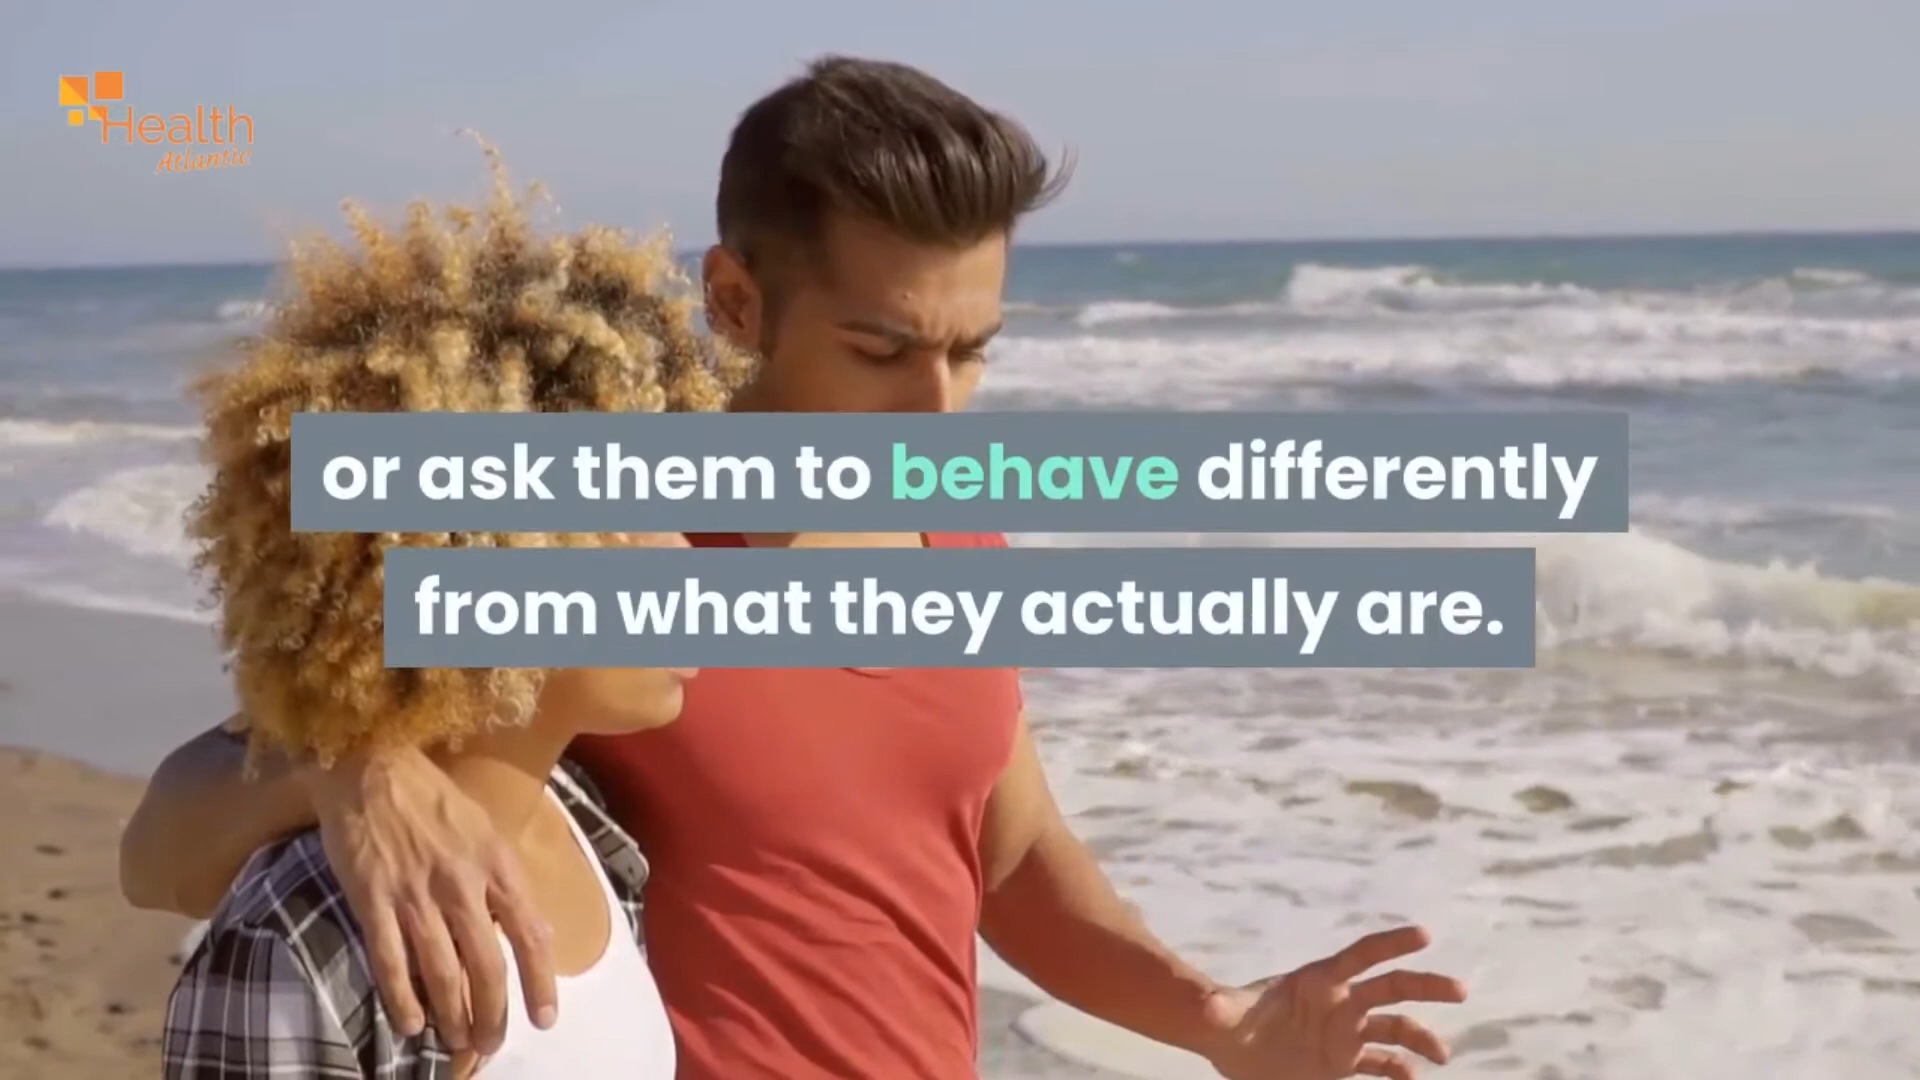 Health
Atlantic
or ask them to behave differently
from what they actually are.